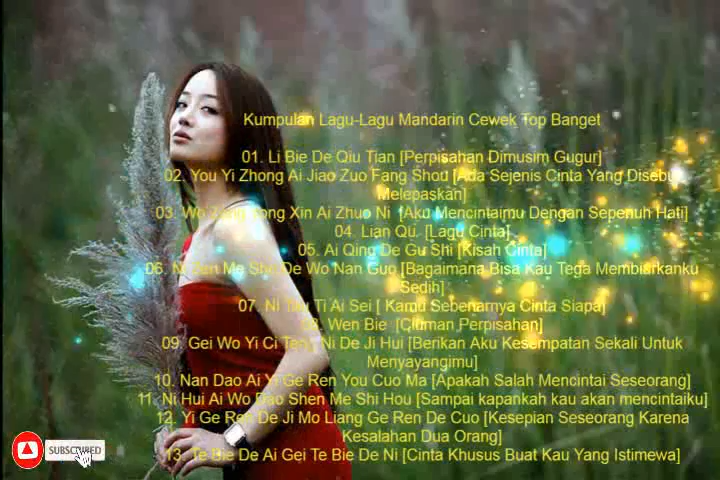 Kumpulan Lagu-Lagu Mandarin Cewek Top Banget
01. Li Bie De Qiu Tian [Perpisahan Dimusim Gugur]
02. You Yi Zhong Ai Jiao Zuo Fang Shou [Ada Sejenis Cinta Yang Disebut
Melepaskan]
03. Wo Zong Yong Xin Ai Zhuo Ni [Aku Mencintaimu Dengan Sepenuh Hati]
04. Lian Qu. [Lagu Cinta]
05. Ai Qing De Gu Shi [Kisah Cinta]
06. Ni Zen Me She De Wo Nan Guo [Bagaimana Bisa Kau Tega Membiarkanku
Sedih]
07. Ni Ti Ai Sei [ Kamu Sebenarnya Cinta Siapa]
08. Wen Bie [Ciuman Perpisahan]
09. Gei Wo Yi Ci Ni De Ji Hui [Berikan Aku Kesempatan Sekali Untuk
Menyayangimu]
10. Nan Dao Ai Yi Ge Ren You Cuo Ma [Apakah Salah Mencintai Seseorang]
11. Ni Hui Ai Wo Dao Shen Me Shi Hou [Sampai kapankah kau akan mencintaiku]
12. Yi Ge Ren De Ji Mo Liang Ge Ren De Cuo [Kesepian Seseorang Karena
Kesalahan Dua Orang]
13. Te Bie De Ai Gei Te Bie De Ni [Cinta Khusus Buat Kau Yang Istimewa]
SUBSCRIBED